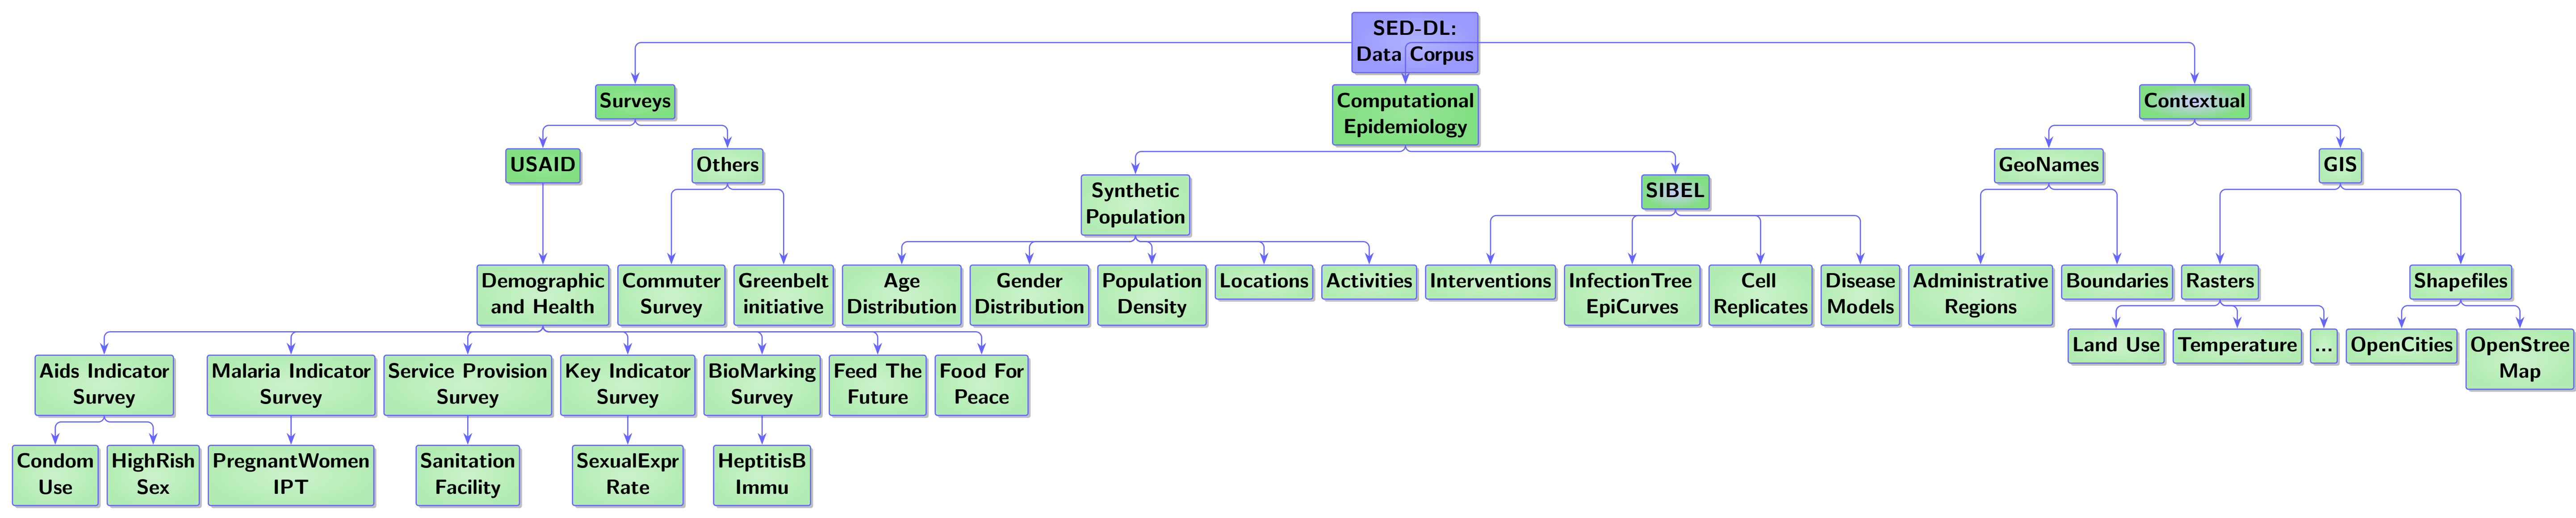 SED-DL:
Data Corpus
Surveys
Computational
Epidemiology
Contextual
USAID
Others
GeoNames
GIS
Synthetic
Population
SIBEL
Demographic
and Health
Commuter
Survey
Greenbelt
initiative
Age
Distribution
Gender
Distribution
Population
Density
Locations
Activities
Interventions
InfectionTree
EpiCurves
Cell
Replicates
Disease
Models
Administrative
Regions
Boundaries
Rasters
Shapefiles
Land Use
Temperature
...
OpenCities
OpenStree
Map
Aids Indicator
Survey
Malaria Indicator
Survey
Service Provision
Survey
Key Indicator
Survey
BioMarking
Survey
Feed The
Future
Food For
Peace
Condom
Use
HighRish
Sex
PregnantWomen
IPT
Sanitation
Facility
SexualExpr
Rate
HeptitisB
Immu